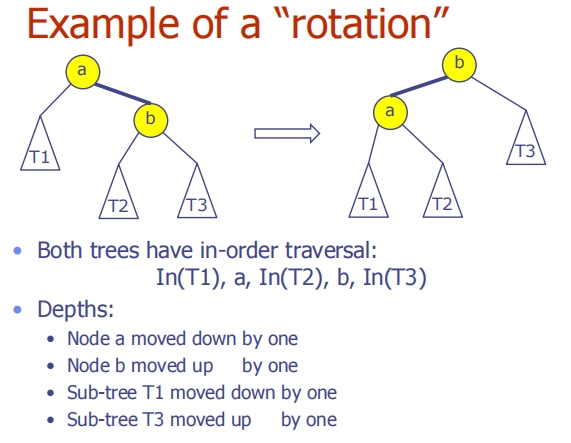 Example of a “rotation”
a
b
T1
T2
T3
b
a
T1
T2
T3
• Both trees have in-order traversal:
In(T1), a, In(T2), b, In(T3)
• Depths:
• Node a moved down by one
• Node b moved up by one
• Sub-tree T1 moved down by one
• Sub-tree T3 moved up by one